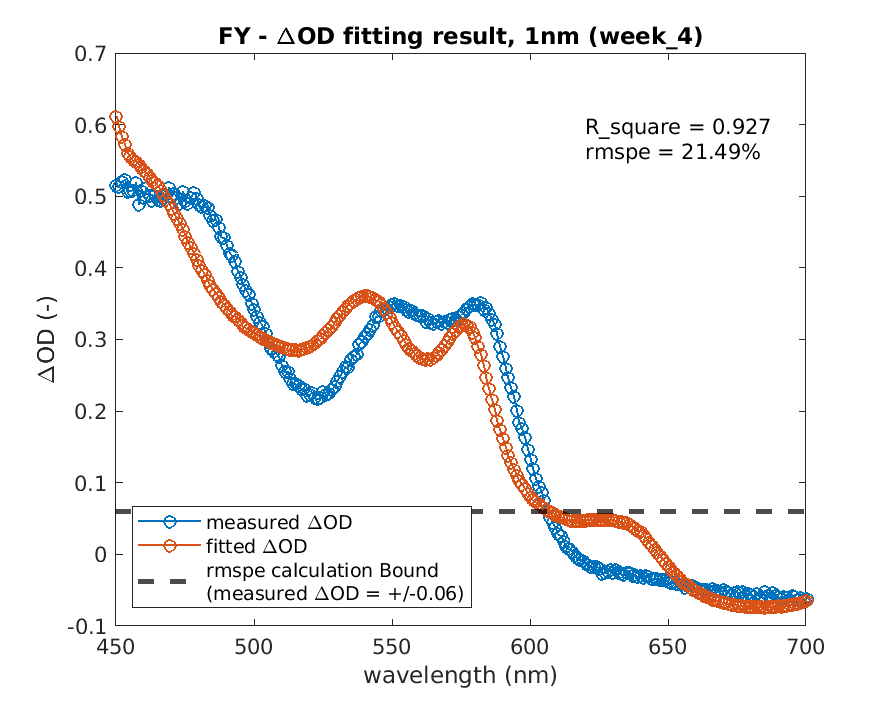 FY - ΔOD fitting result, 1nm (week_4)
0.7
0.6
0.5
0.4
0.3
0.2
0.1
0
-0.1
ΔOD (-)
R_square = 0.927
rmspe = 21.49%
measured ΔOD
fitted ΔOD
rmspe calculation Bound
(measured ΔOD = +/-0.06)
450 500 550 600 650 700
wavelength (nm)